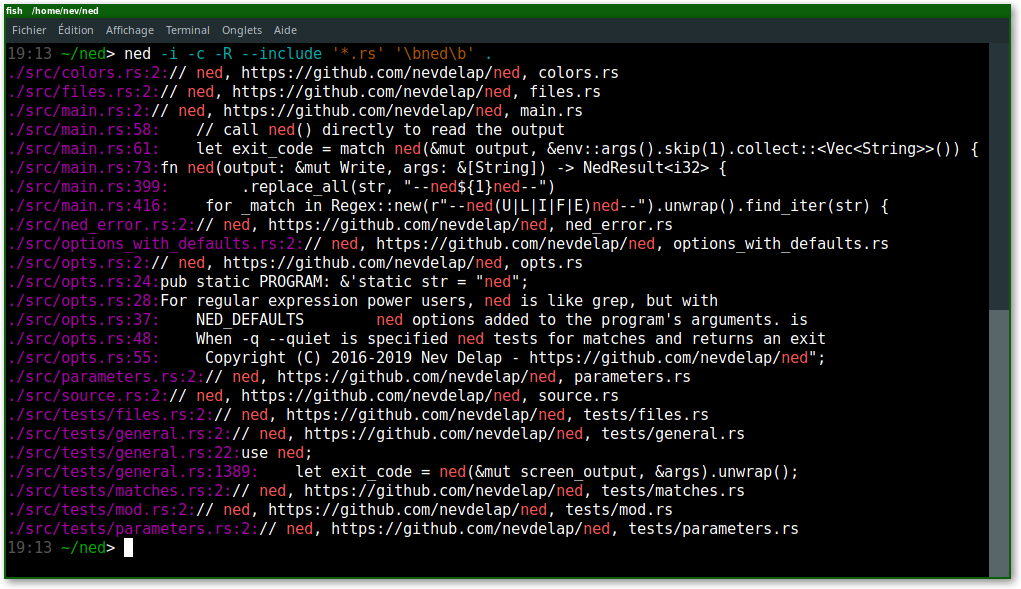 fish /home/nev/ned
Fichier Édition Affichage Terminal Onglets Aide
19:13 ~/ned> ned -i -c -R --include '*.rs' '\bned\b' .
./src/colors.rs:2:// ned, https://github.com/nevdelap/ned, colors.rs
./src/files.rs:2:// ned, https://github.com/nevdelap/ned, files.rs
./src/main.rs:2:// ned, https://github.com/nevdelap/ned, main.rs
./src/main.rs:58:    // call ned() directly to read the output
./src/main.rs:61:    let exit_code = match ned(&mut output, &env::args().skip(1).collect::<Vec<String>>()) {
./src/main.rs:73:fn ned(output: &mut Write, args: &[String]) -> NedResult<i32> {
./src/main.rs:399:        .replace_all(str, "--ned${1}ned--")
./src/main.rs:416:    for _match in Regex::new(r"--ned(U|L|I|F|E)ned--").unwrap().find_iter(str) {
./src/ned_error.rs:2:// ned, https://github.com/nevdelap/ned, ned_error.rs
./src/options_with_defaults.rs:2:// ned, https://github.com/nevdelap/ned, options_with_defaults.rs
./src/opts.rs:2:// ned, https://github.com/nevdelap/ned, opts.rs
./src/opts.rs:24:pub static PROGRAM: &'static str = "ned";
./src/opts.rs:28:For regular expression power users, ned is like grep, but with
./src/opts.rs:37:    NED_DEFAULTS        ned options added to the program's arguments. is
./src/opts.rs:48:    When -q --quiet is specified ned tests for matches and returns an exit
./src/opts.rs:55:     Copyright (C) 2016-2019 Nev Delap - https://github.com/nevdelap/ned";
./src/parameters.rs:2:// ned, https://github.com/nevdelap/ned, parameters.rs
./src/source.rs:2:// ned, https://github.com/nevdelap/ned, source.rs
./src/tests/files.rs:2:// ned, https://github.com/nevdelap/ned, tests/files.rs
./src/tests/general.rs:2:// ned, https://github.com/nevdelap/ned, tests/general.rs
./src/tests/general.rs:22:use ned;
./src/tests/general.rs:1389:    let exit_code = ned(&mut screen_output, &args).unwrap();
./src/tests/matches.rs:2:// ned, https://github.com/nevdelap/ned, tests/matches.rs
./src/tests/mod.rs:2:// ned, https://github.com/nevdelap/ned, tests/mod.rs
./src/tests/parameters.rs:2:// ned, https://github.com/nevdelap/ned, tests/parameters.rs
19:13 ~/ned>